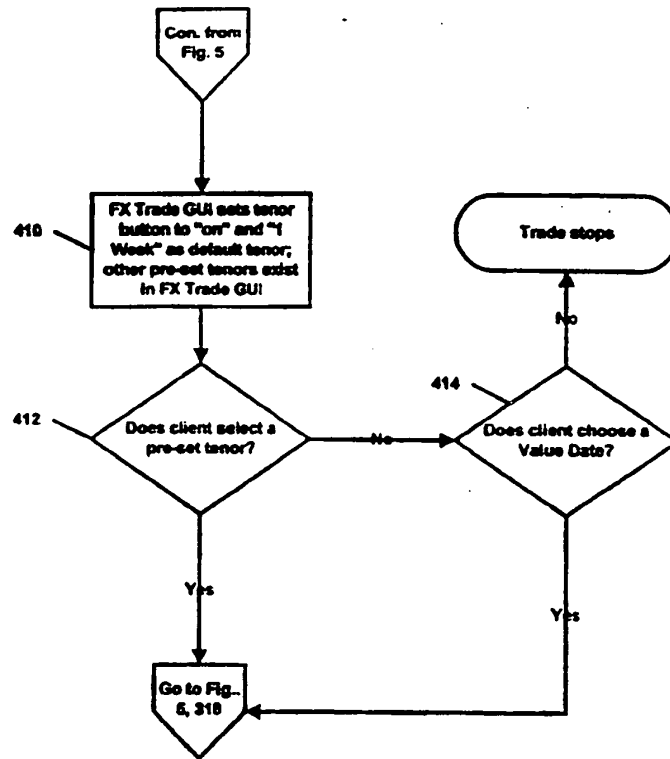 Con. from
Fig. 5
410
FX Trade GUI sets tenor
button to "on" and "1
Week" as default tenor;
other pre-set tenors exist
in FX Trade GUI
Trade stops
No
412
Does client select a
pre-set tenor?
No
414
Does client choose a
Value Date?
Yes
Yes
Go to Fig.
5, 318